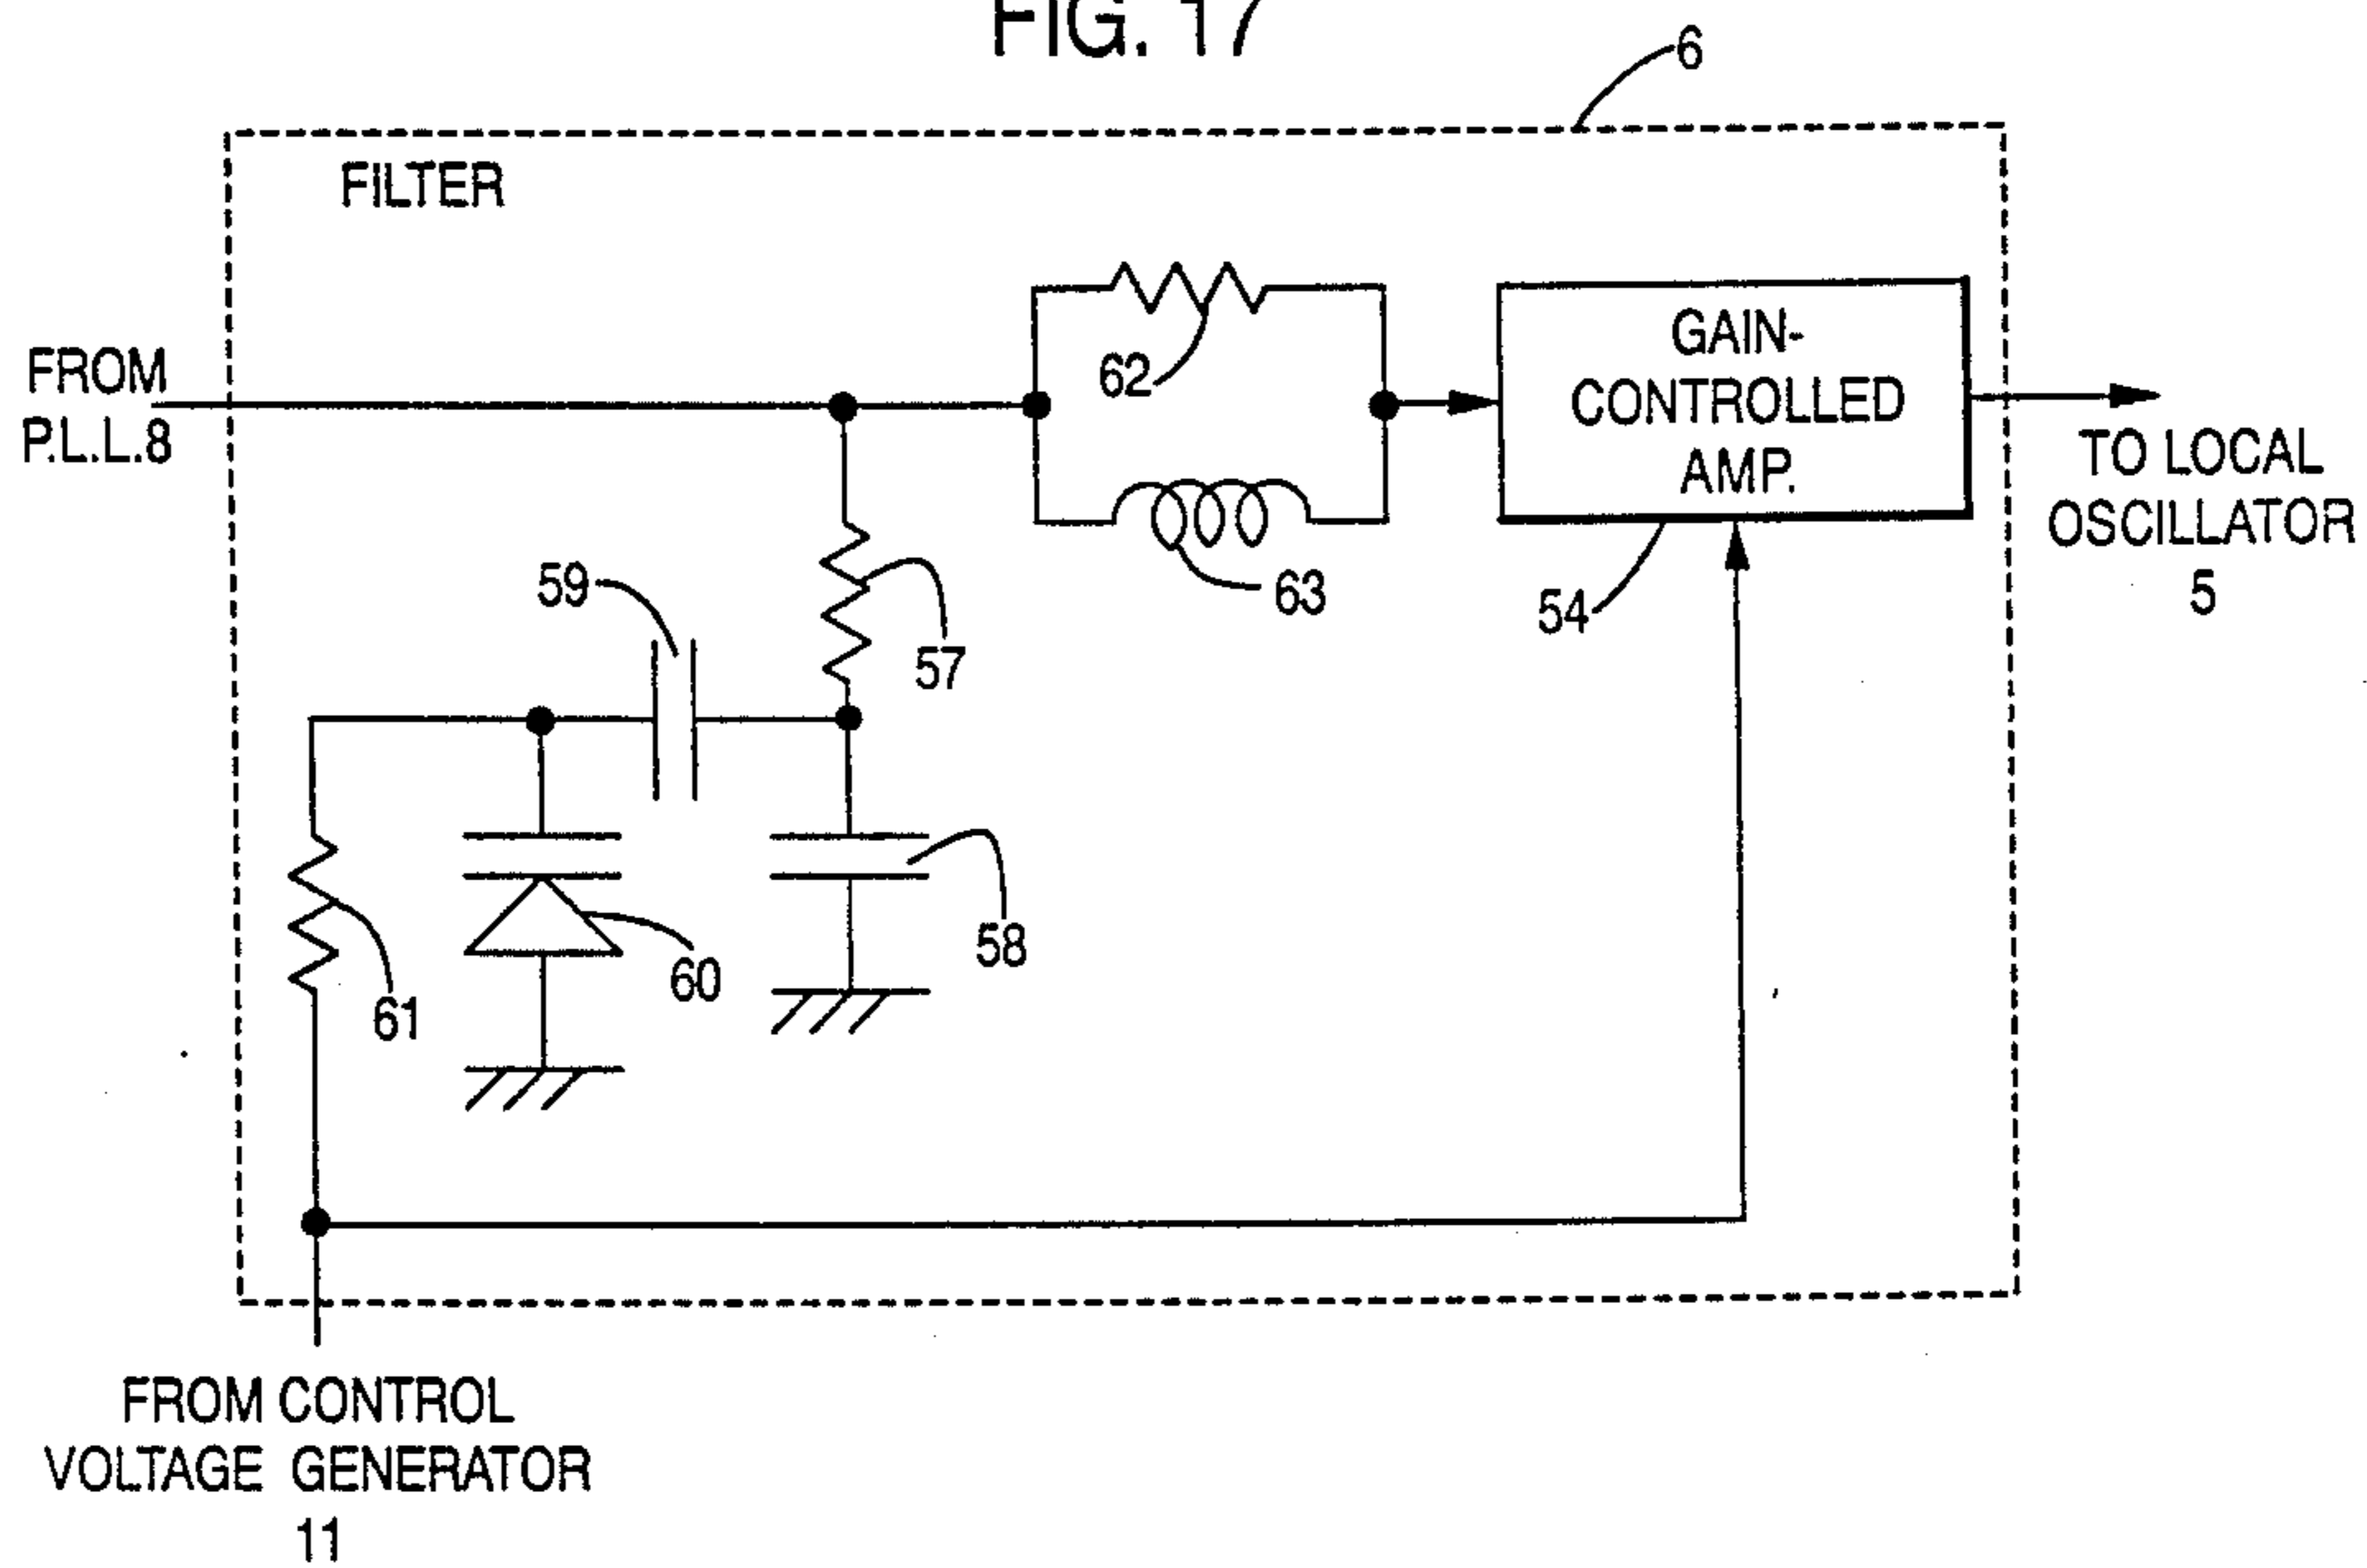 FIG. 17
6
FILTER
FROM
P.L.L.8
62
GAIN-
CONTROLLED
AMP.
TO LOCAL
OSCILLATOR
5
63
54
59
57
58
60
61
FROM CONTROL
VOLTAGE GENERATOR
11